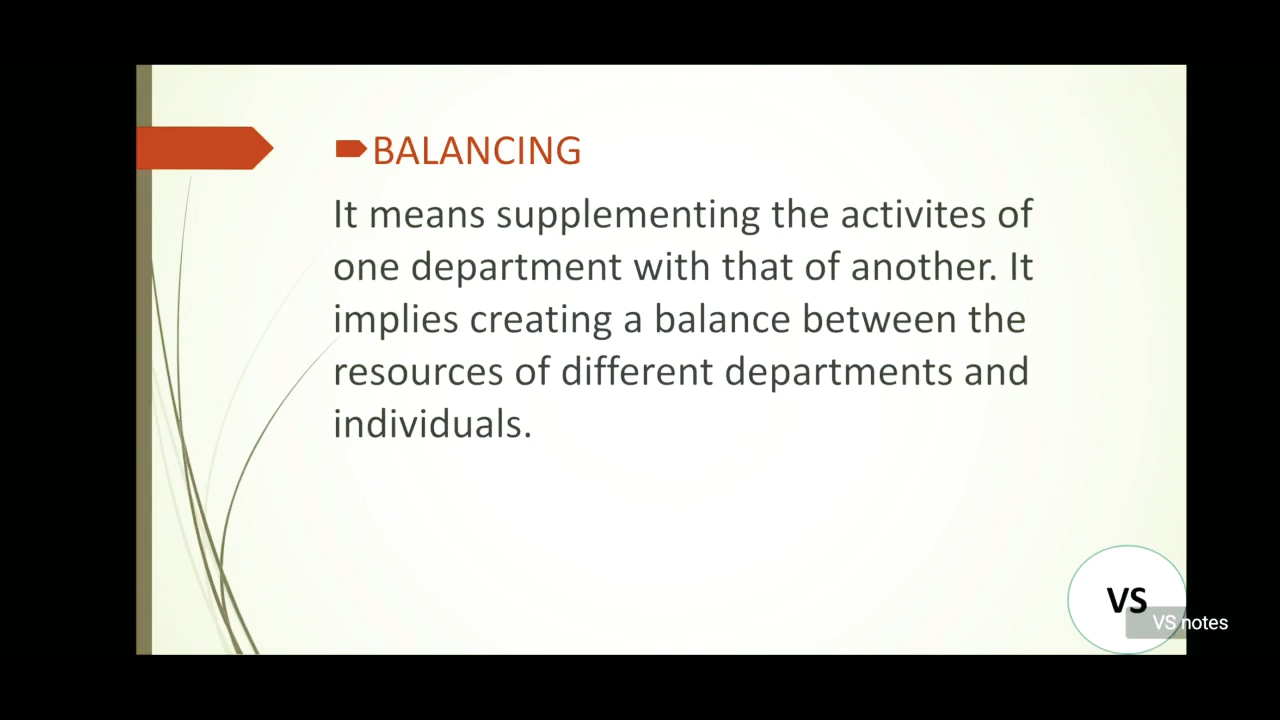 BALANCING
It means supplementing the activites of
one department with that of another. It
implies creating a balance between the
resources of different departments and
individuals.
VS
VS notes